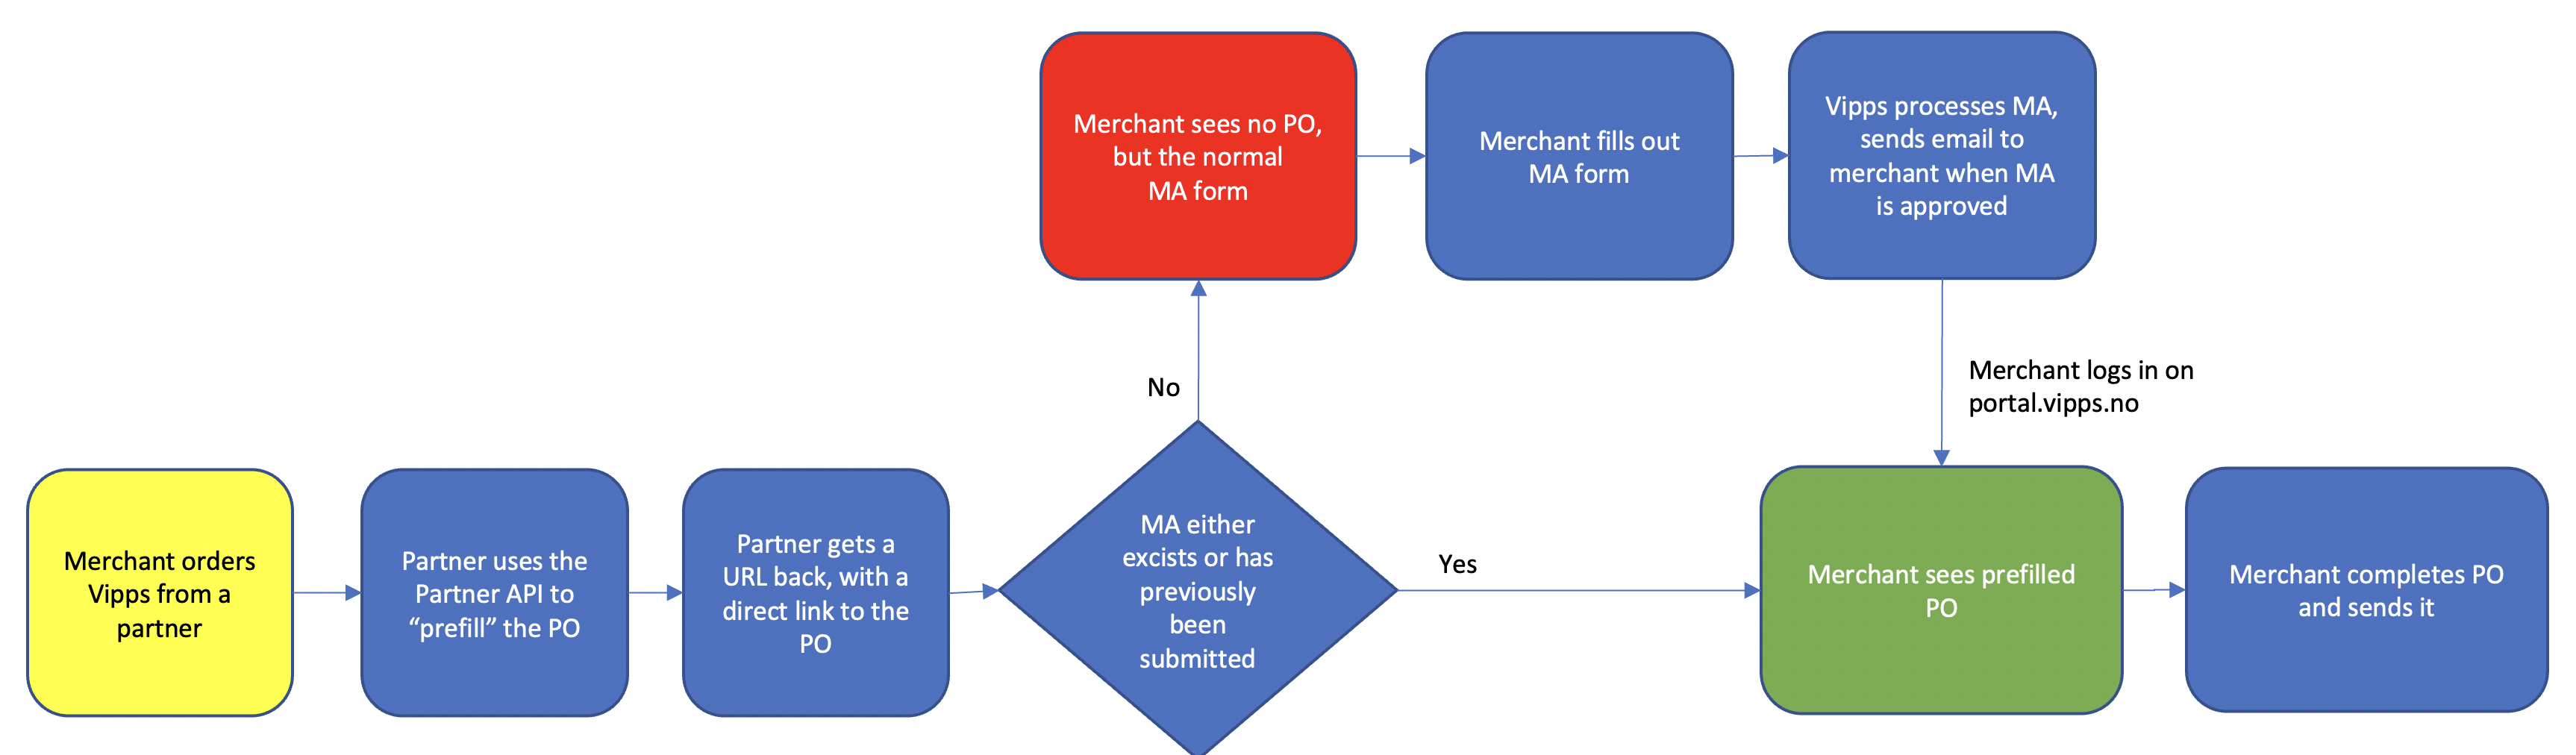 Merchant sees no PO,
but the normal
MA form
Merchant fills out
MA form
Vipps processes MA,
sends email to
merchant when MA
is approved
No
Merchant logs in on
portal.vipps.no
Merchant orders
Vipps from a
partner
Partner uses the
Partner API to
“prefill” the PO
Partner gets a
URL back, with a
direct link to the
PO
MA either
excists or has
previously
been
submitted
Yes
Merchant sees prefilled
PO
Merchant completes PO
and sends it